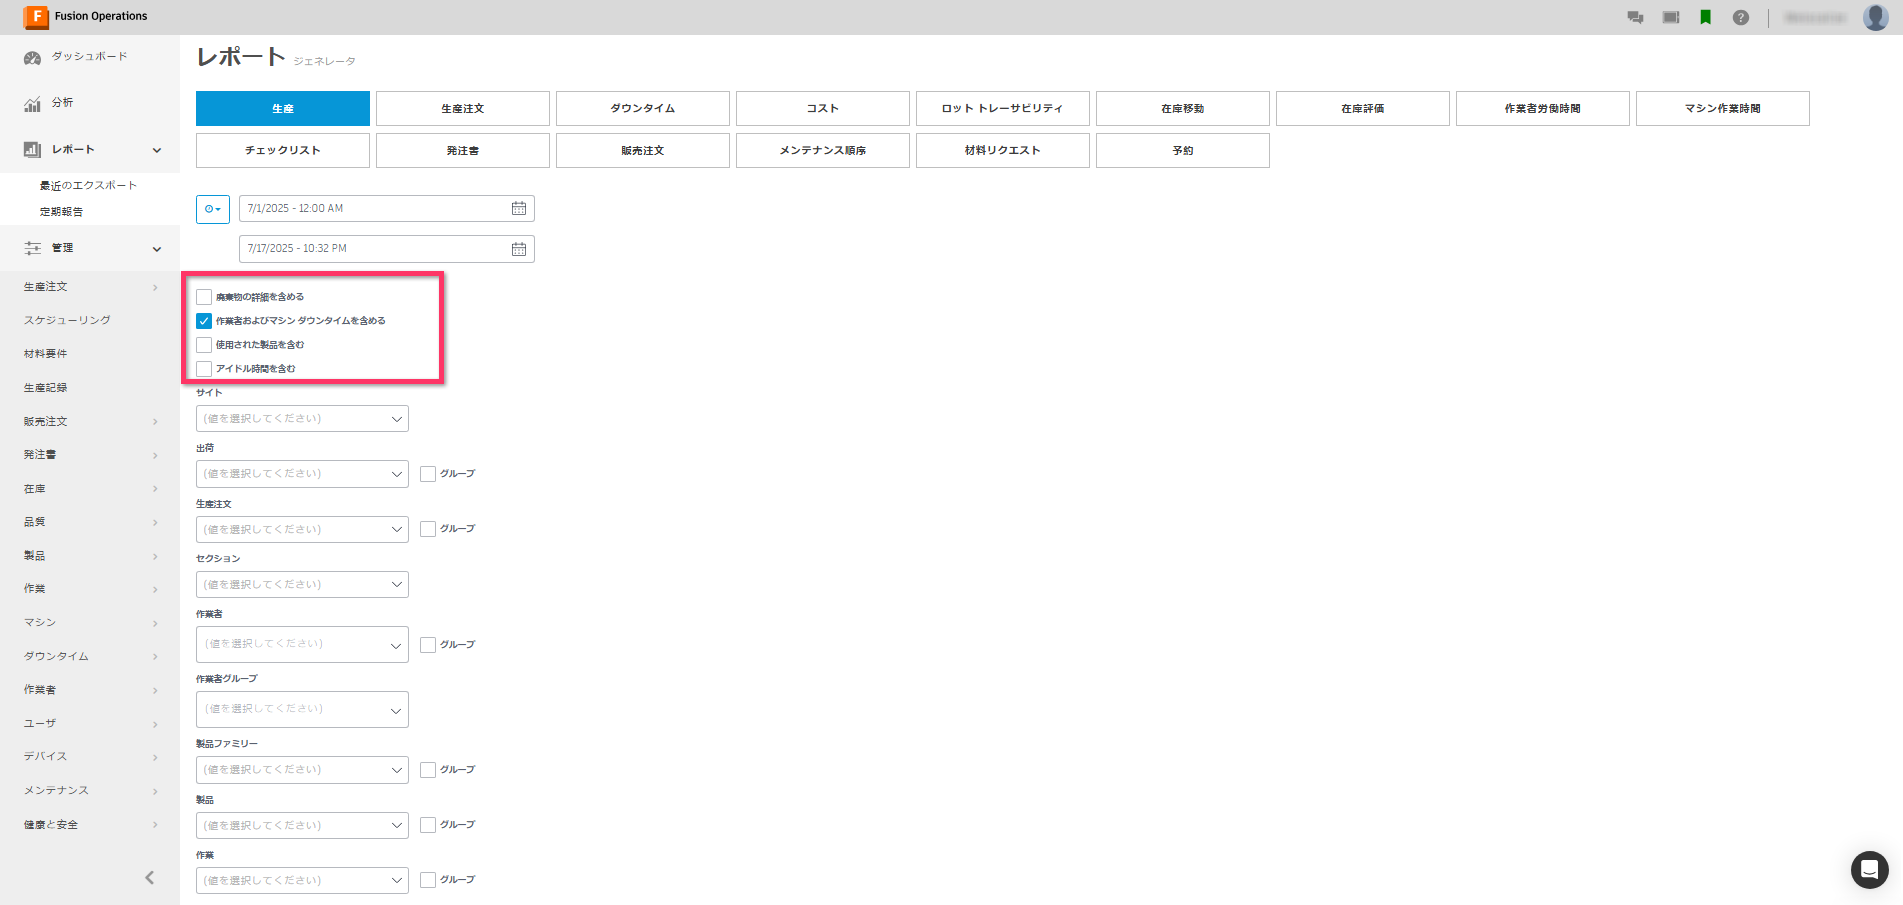 F Fusion Operations
ダッシュボード
分析
レポート
最近のエクスポート
定期報告
管理
生産注文
スケジューリング
材料要件
生産記録
販売注文
発注書
在庫
品質
製品
作業
マシン
ダウンタイム
作業者
ユーザ
デバイス
メンテナンス
健康と安全
レポート ジェネレータ
生産 生産注文 ダウンタイム コスト ロット トレーサビリティ 在庫移動 在庫評価 作業者労働時間 マシン作業時間
チェックリスト 発注書 販売注文 メンテナンス順序 材料リクエスト 予約
7/1/2025 - 12:00 AM
7/17/2025 - 10:32 PM
廃棄物の詳細を含める
作業者およびマシン ダウンタイムを含める
使用された製品を含む
アイドル時間を含む
サイト
(値を選択してください)
出荷
(値を選択してください) グループ
生産注文
(値を選択してください) グループ
セクション
(値を選択してください)
作業者
(値を選択してください) グループ
作業者グループ
(値を選択してください)
製品ファミリー
(値を選択してください) グループ
製品
(値を選択してください) グループ
作業
(値を選択してください) グループ